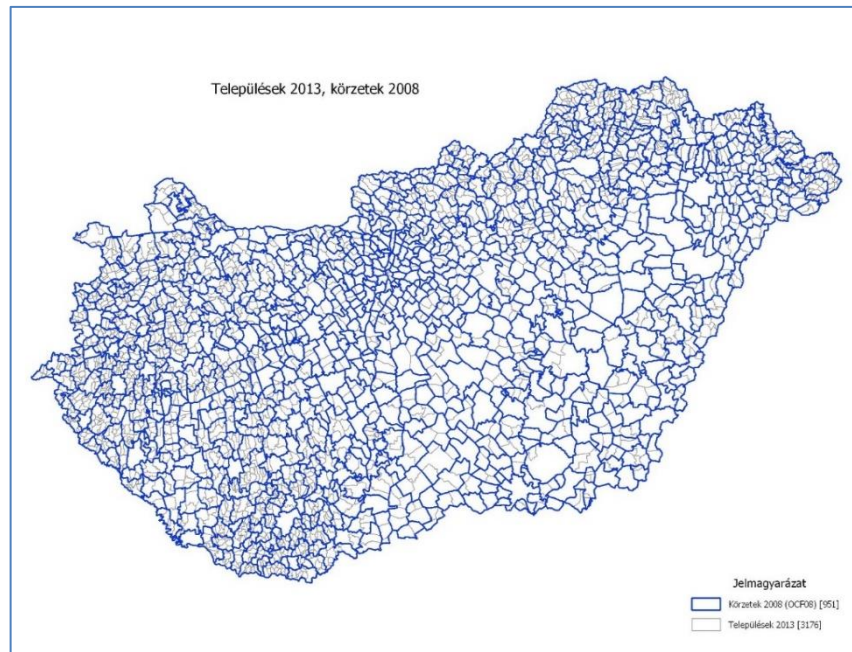 Települések 2013, körzetek 2008
Jelmagyarázat
Körzetek 2008 (OCF08) [951]
Települések 2013 [3176]